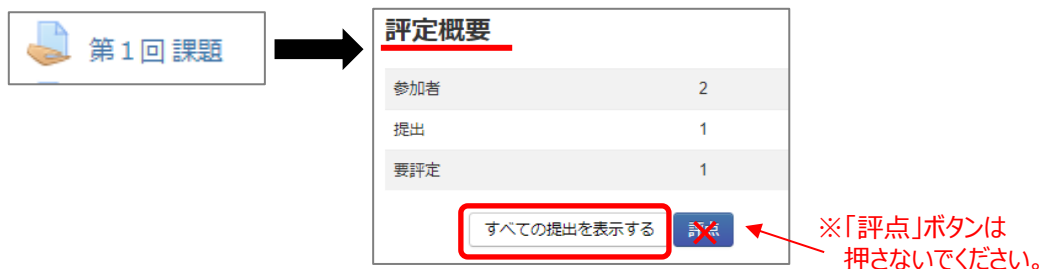 第１回 課題
評定概要
参加者 2
提出 1
要評定 1
すべての提出を表示する 評点
※「評点」ボタンは
押さないでください。